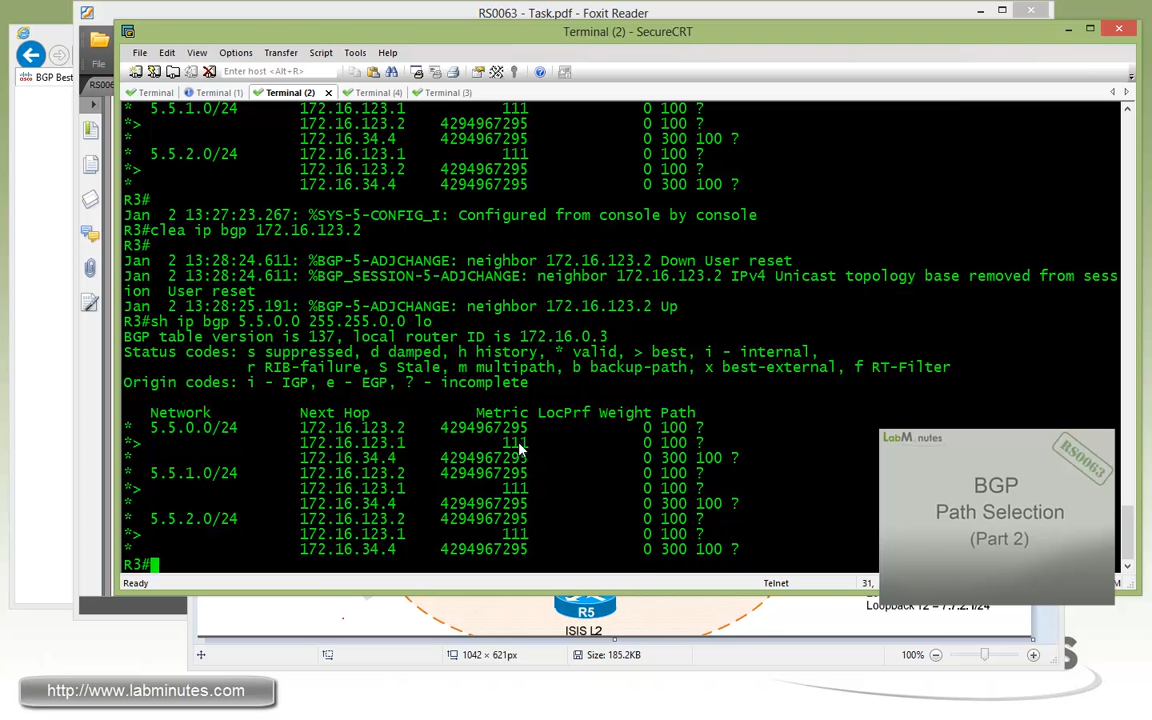 RS0063 - Task.pdf - Foxit Reader
Terminal (2) - SecureCRT
File Edit View Options Transfer Script Tools Help
File
Enter host <Alt+R>
BGP Best
RS006
Terminal Terminal (1) Terminal (2) Terminal (4) Terminal (3)
* 5.5.1.0/24 172.16.123.1 111 0 100 ?
*> 172.16.123.2 4294967295 0 100 ?
* 172.16.34.4 4294967295 0 300 100 ?
* 5.5.2.0/24 172.16.123.1 111 0 100 ?
*> 172.16.123.2 4294967295 0 100 ?
* 172.16.34.4 4294967295 0 300 100 ?
R3#
Jan 2 13:27:23.267: %SYS-5-CONFIG_I: Configured from console by console
R3#clea ip bgp 172.16.123.2
R3#
Jan 2 13:28:24.611: %BGP-5-ADJCHANGE: neighbor 172.16.123.2 Down User reset
Jan 2 13:28:24.611: %BGP_SESSION-5-ADJCHANGE: neighbor 172.16.123.2 IPv4 Unicast topology base removed from sess
ion User reset
Jan 2 13:28:25.191: %BGP-5-ADJCHANGE: neighbor 172.16.123.2 Up
R3#sh ip bgp 5.5.0.0 255.255.0.0 lo
BGP table version is 137, local router ID is 172.16.0.3
Status codes: s suppressed, d damped, h history, * valid, > best, i - internal,
r RIB-failure, S Stale, m multipath, b backup-path, x best-external, f RT-Filter
Origin codes: i - IGP, e - EGP, ? - incomplete
Network Next Hop Metric LocPrf Weight Path
* 5.5.0.0/24 172.16.123.2 4294967295 0 100 ?
*> 172.16.123.1 111 0 100 ?
* 172.16.34.4 4294967295 0 300 100 ?
* 5.5.1.0/24 172.16.123.2 4294967295 0 100 ?
*> 172.16.123.1 111 0 100 ?
* 172.16.34.4 4294967295 0 300 100 ?
* 5.5.2.0/24 172.16.123.2 4294967295 0 100 ?
*> 172.16.123.1 111 0 100 ?
* 172.16.34.4 4294967295 0 300 100 ?
R3#
LabM nutes
RS0063
BGP
Path Selection
(Part 2)
Ready Telnet 31,
Loopback 12 = 7.7.2.1/24
R5
ISIS L2
1042 × 621px Size: 185.2KB 100%
http://www.labminutes.com